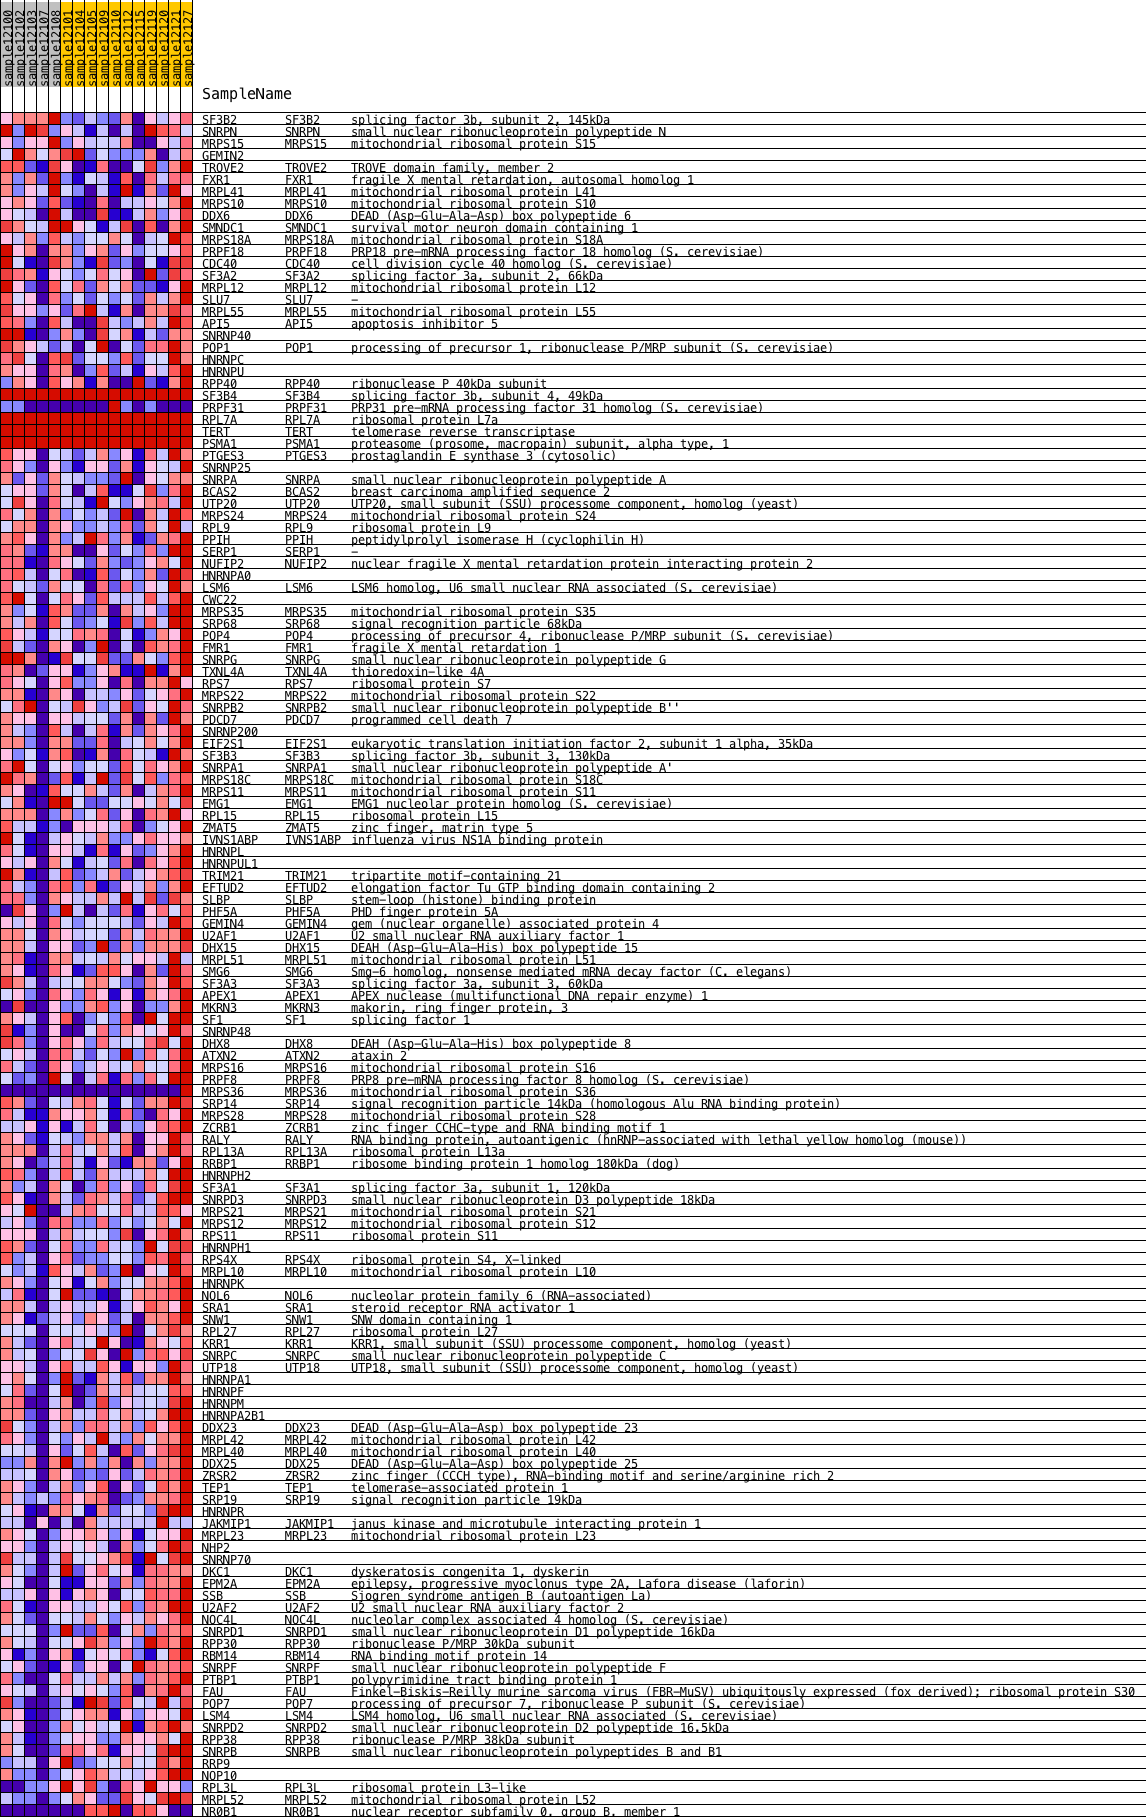 sample12100 sample12102 sample12103 sample12107 sample12108 sample12101 sample12104 sample12105 sample12109 sample12110 sample12112 sample12115 sample12119 sample12120 sample12121 sample12127
SampleName
SF3B2 SF3B2 splicing factor 3b, subunit 2, 145kDa
SNRPN SNRPN small nuclear ribonucleoprotein polypeptide N
MRPS15 MRPS15 mitochondrial ribosomal protein S15
GEMIN2
TROVE2 TROVE2 TROVE domain family, member 2
FXR1 FXR1 fragile X mental retardation, autosomal homolog 1
MRPL41 MRPL41 mitochondrial ribosomal protein L41
MRPS10 MRPS10 mitochondrial ribosomal protein S10
DDX6 DDX6 DEAD (Asp-Glu-Ala-Asp) box polypeptide 6
SMNDC1 SMNDC1 survival motor neuron domain containing 1
MRPS18A MRPS18A mitochondrial ribosomal protein S18A
PRPF18 PRPF18 PRP18 pre-mRNA processing factor 18 homolog (S. cerevisiae)
CDC40 CDC40 cell division cycle 40 homolog (S. cerevisiae)
SF3A2 SF3A2 splicing factor 3a, subunit 2, 66kDa
MRPL12 MRPL12 mitochondrial ribosomal protein L12
SLU7 SLU7 -
MRPL55 MRPL55 mitochondrial ribosomal protein L55
API5 API5 apoptosis inhibitor 5
SNRNP40
POP1 POP1 processing of precursor 1, ribonuclease P/MRP subunit (S. cerevisiae)
HNRNPC
HNRNPU
RPP40 RPP40 ribonuclease P 40kDa subunit
SF3B4 SF3B4 splicing factor 3b, subunit 4, 49kDa
PRPF31 PRPF31 PRP31 pre-mRNA processing factor 31 homolog (S. cerevisiae)
RPL7A RPL7A ribosomal protein L7a
TERT TERT telomerase reverse transcriptase
PSMA1 PSMA1 proteasome (prosome, macropain) subunit, alpha type, 1
PTGES3 PTGES3 prostaglandin E synthase 3 (cytosolic)
SNRNP25
SNRPA SNRPA small nuclear ribonucleoprotein polypeptide A
BCAS2 BCAS2 breast carcinoma amplified sequence 2
UTP20 UTP20 UTP20, small subunit (SSU) processome component, homolog (yeast)
MRPS24 MRPS24 mitochondrial ribosomal protein S24
RPL9 RPL9 ribosomal protein L9
PPIH PPIH peptidylprolyl isomerase H (cyclophilin H)
SERP1 SERP1 -
NUFIP2 NUFIP2 nuclear fragile X mental retardation protein interacting protein 2
HNRNPA0
LSM6 LSM6 LSM6 homolog, U6 small nuclear RNA associated (S. cerevisiae)
CWC22
MRPS35 MRPS35 mitochondrial ribosomal protein S35
SRP68 SRP68 signal recognition particle 68kDa
POP4 POP4 processing of precursor 4, ribonuclease P/MRP subunit (S. cerevisiae)
FMR1 FMR1 fragile X mental retardation 1
SNRPG SNRPG small nuclear ribonucleoprotein polypeptide G
TXNL4A TXNL4A thioredoxin-like 4A
RPS7 RPS7 ribosomal protein S7
MRPS22 MRPS22 mitochondrial ribosomal protein S22
SNRPB2 SNRPB2 small nuclear ribonucleoprotein polypeptide B''
PDCD7 PDCD7 programmed cell death 7
SNRNP200
EIF2S1 EIF2S1 eukaryotic translation initiation factor 2, subunit 1 alpha, 35kDa
SF3B3 SF3B3 splicing factor 3b, subunit 3, 130kDa
SNRPA1 SNRPA1 small nuclear ribonucleoprotein polypeptide A'
MRPS18C MRPS18C mitochondrial ribosomal protein S18C
MRPS11 MRPS11 mitochondrial ribosomal protein S11
EMG1 EMG1 EMG1 nucleolar protein homolog (S. cerevisiae)
RPL15 RPL15 ribosomal protein L15
ZMAT5 ZMAT5 zinc finger, matrin type 5
IVNS1ABP IVNS1ABP influenza virus NS1A binding protein
HNRNPL
HNRNPUL1
TRIM21 TRIM21 tripartite motif-containing 21
EFTUD2 EFTUD2 elongation factor Tu GTP binding domain containing 2
SLBP SLBP stem-loop (histone) binding protein
PHF5A PHF5A PHD finger protein 5A
GEMIN4 GEMIN4 gem (nuclear organelle) associated protein 4
U2AF1 U2AF1 U2 small nuclear RNA auxiliary factor 1
DHX15 DHX15 DEAH (Asp-Glu-Ala-His) box polypeptide 15
MRPL51 MRPL51 mitochondrial ribosomal protein L51
SMG6 SMG6 Smg-6 homolog, nonsense mediated mRNA decay factor (C. elegans)
SF3A3 SF3A3 splicing factor 3a, subunit 3, 60kDa
APEX1 APEX1 APEX nuclease (multifunctional DNA repair enzyme) 1
MKRN3 MKRN3 makorin, ring finger protein, 3
SF1 SF1 splicing factor 1
SNRNP48
DHX8 DHX8 DEAH (Asp-Glu-Ala-His) box polypeptide 8
ATXN2 ATXN2 ataxin 2
MRPS16 MRPS16 mitochondrial ribosomal protein S16
PRPF8 PRPF8 PRP8 pre-mRNA processing factor 8 homolog (S. cerevisiae)
MRPS36 MRPS36 mitochondrial ribosomal protein S36
SRP14 SRP14 signal recognition particle 14kDa (homologous Alu RNA binding protein)
MRPS28 MRPS28 mitochondrial ribosomal protein S28
ZCRB1 ZCRB1 zinc finger CCHC-type and RNA binding motif 1
RALY RALY RNA binding protein, autoantigenic (hnRNP-associated with lethal yellow homolog (mouse))
RPL13A RPL13A ribosomal protein L13a
RRBP1 RRBP1 ribosome binding protein 1 homolog 180kDa (dog)
HNRNPH2
SF3A1 SF3A1 splicing factor 3a, subunit 1, 120kDa
SNRPD3 SNRPD3 small nuclear ribonucleoprotein D3 polypeptide 18kDa
MRPS21 MRPS21 mitochondrial ribosomal protein S21
MRPS12 MRPS12 mitochondrial ribosomal protein S12
RPS11 RPS11 ribosomal protein S11
HNRNPH1
RPS4X RPS4X ribosomal protein S4, X-linked
MRPL10 MRPL10 mitochondrial ribosomal protein L10
HNRNPK
NOL6 NOL6 nucleolar protein family 6 (RNA-associated)
SRA1 SRA1 steroid receptor RNA activator 1
SNW1 SNW1 SNW domain containing 1
RPL27 RPL27 ribosomal protein L27
KRR1 KRR1 KRR1, small subunit (SSU) processome component, homolog (yeast)
SNRPC SNRPC small nuclear ribonucleoprotein polypeptide C
UTP18 UTP18 UTP18, small subunit (SSU) processome component, homolog (yeast)
HNRNPA1
HNRNPF
HNRNPM
HNRNPA2B1
DDX23 DDX23 DEAD (Asp-Glu-Ala-Asp) box polypeptide 23
MRPL42 MRPL42 mitochondrial ribosomal protein L42
MRPL40 MRPL40 mitochondrial ribosomal protein L40
DDX25 DDX25 DEAD (Asp-Glu-Ala-Asp) box polypeptide 25
ZRSR2 ZRSR2 zinc finger (CCCH type), RNA-binding motif and serine/arginine rich 2
TEP1 TEP1 telomerase-associated protein 1
SRP19 SRP19 signal recognition particle 19kDa
HNRNPR
JAKMIP1 JAKMIP1 janus kinase and microtubule interacting protein 1
MRPL23 MRPL23 mitochondrial ribosomal protein L23
NHP2
SNRNP70
DKC1 DKC1 dyskeratosis congenita 1, dyskerin
EPM2A EPM2A epilepsy, progressive myoclonus type 2A, Lafora disease (laforin)
SSB SSB Sjogren syndrome antigen B (autoantigen La)
U2AF2 U2AF2 U2 small nuclear RNA auxiliary factor 2
NOC4L NOC4L nucleolar complex associated 4 homolog (S. cerevisiae)
SNRPD1 SNRPD1 small nuclear ribonucleoprotein D1 polypeptide 16kDa
RPP30 RPP30 ribonuclease P/MRP 30kDa subunit
RBM14 RBM14 RNA binding motif protein 14
SNRPF SNRPF small nuclear ribonucleoprotein polypeptide F
PTBP1 PTBP1 polypyrimidine tract binding protein 1
FAU FAU Finkel-Biskis-Reilly murine sarcoma virus (FBR-MuSV) ubiquitously expressed (fox derived); ribosomal protein S30
POP7 POP7 processing of precursor 7, ribonuclease P subunit (S. cerevisiae)
LSM4 LSM4 LSM4 homolog, U6 small nuclear RNA associated (S. cerevisiae)
SNRPD2 SNRPD2 small nuclear ribonucleoprotein D2 polypeptide 16.5kDa
RPP38 RPP38 ribonuclease P/MRP 38kDa subunit
SNRPB SNRPB small nuclear ribonucleoprotein polypeptides B and B1
RRP9
NOP10
RPL3L RPL3L ribosomal protein L3-like
MRPL52 MRPL52 mitochondrial ribosomal protein L52
NR0B1 NR0B1 nuclear receptor subfamily 0, group B, member 1